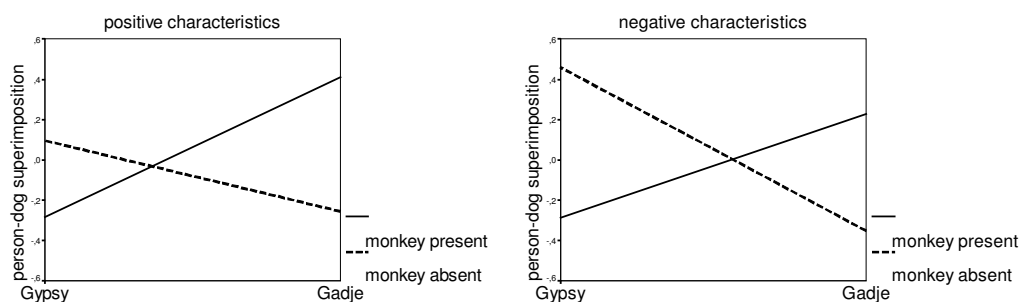 positive characteristics
person-dog superimposition
,6
,4
,2
,0
-,2
-,4
-,6
Gypsy
Gadje
monkey present
monkey absent
negative characteristics
person-dog superimposition
,6
,4
,2
,0
-,2
-,4
-,6
Gypsy
Gadje
monkey present
monkey absent